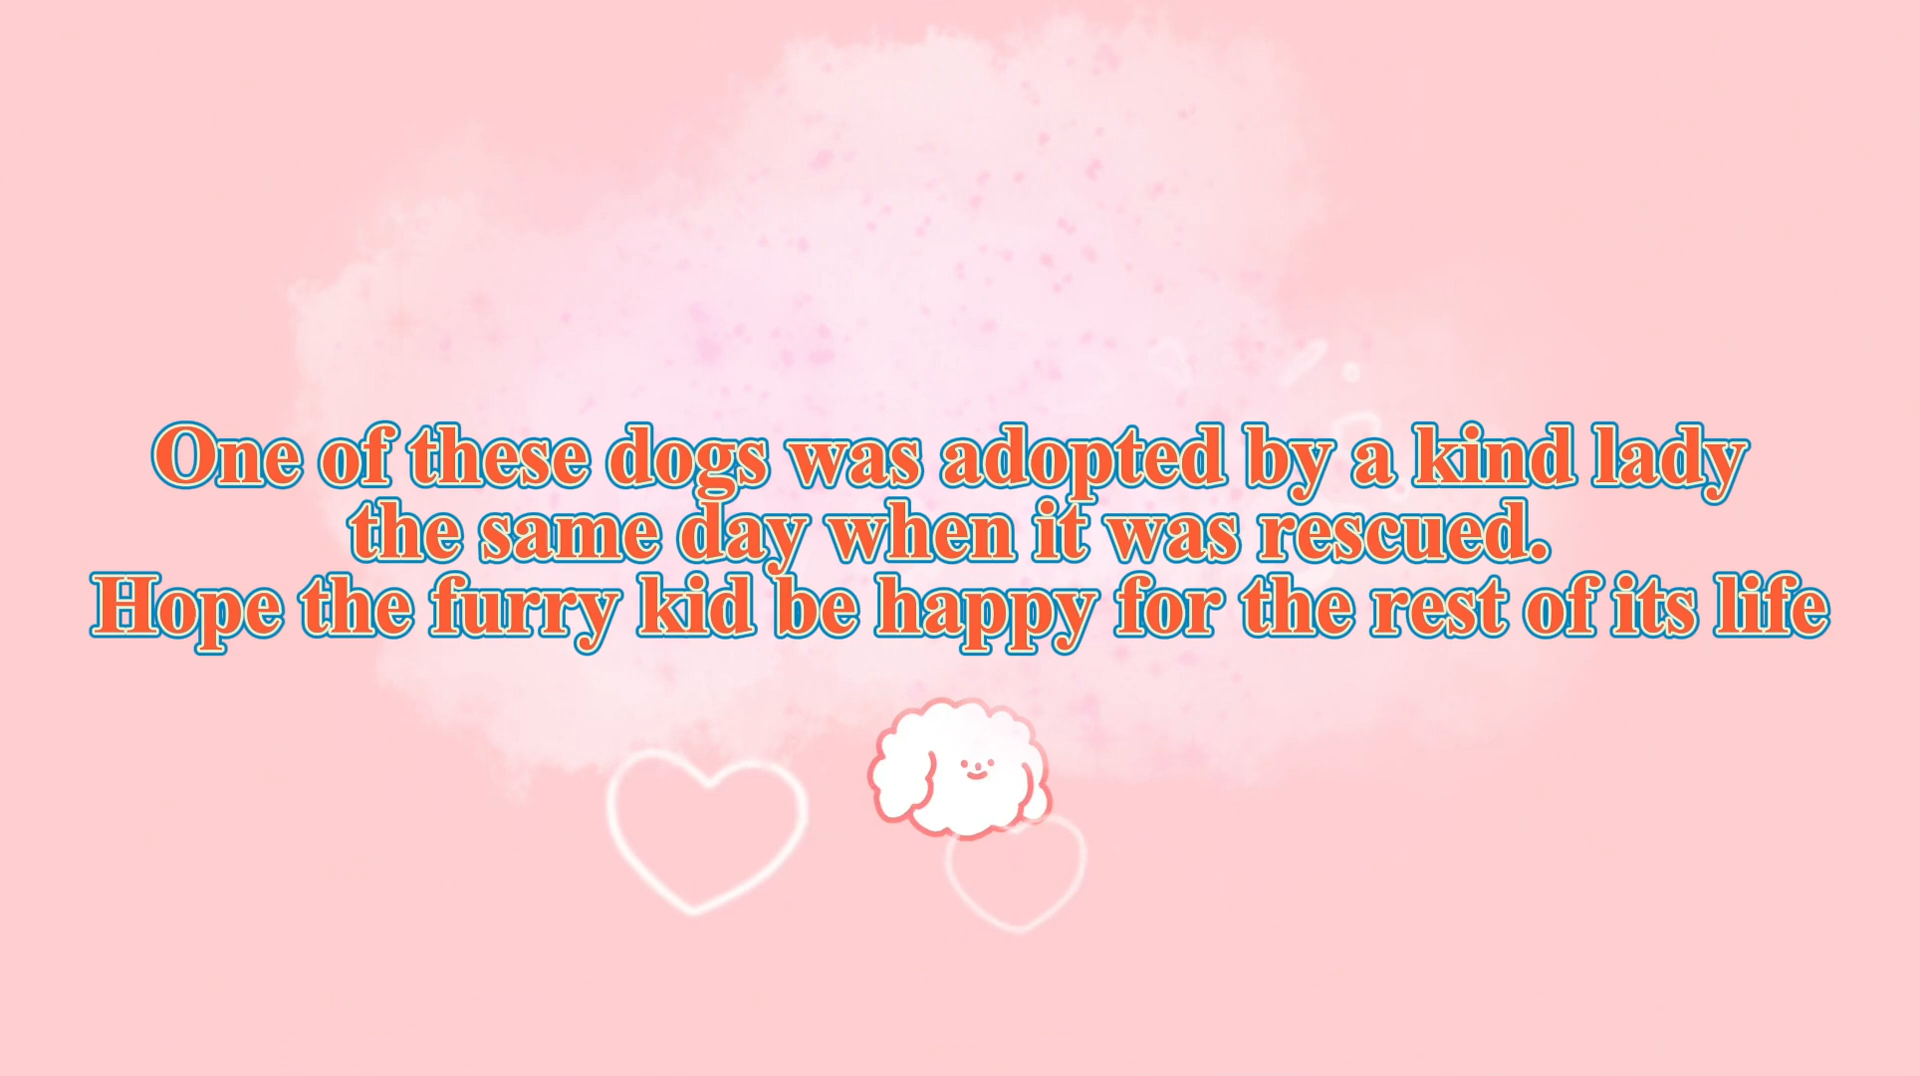 One of these dogs was adopted by a kind lady
the same day when it was rescued.
Hope the furry kid be happy for the rest of its life